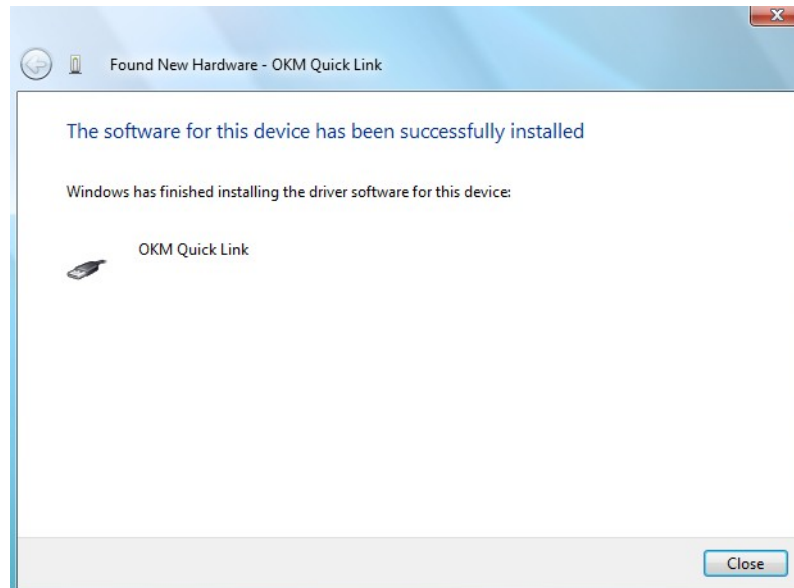 Found New Hardware - OKM Quick Link
The software for this device has been successfully installed
Windows has finished installing the driver software for this device:
OKM Quick Link
Close